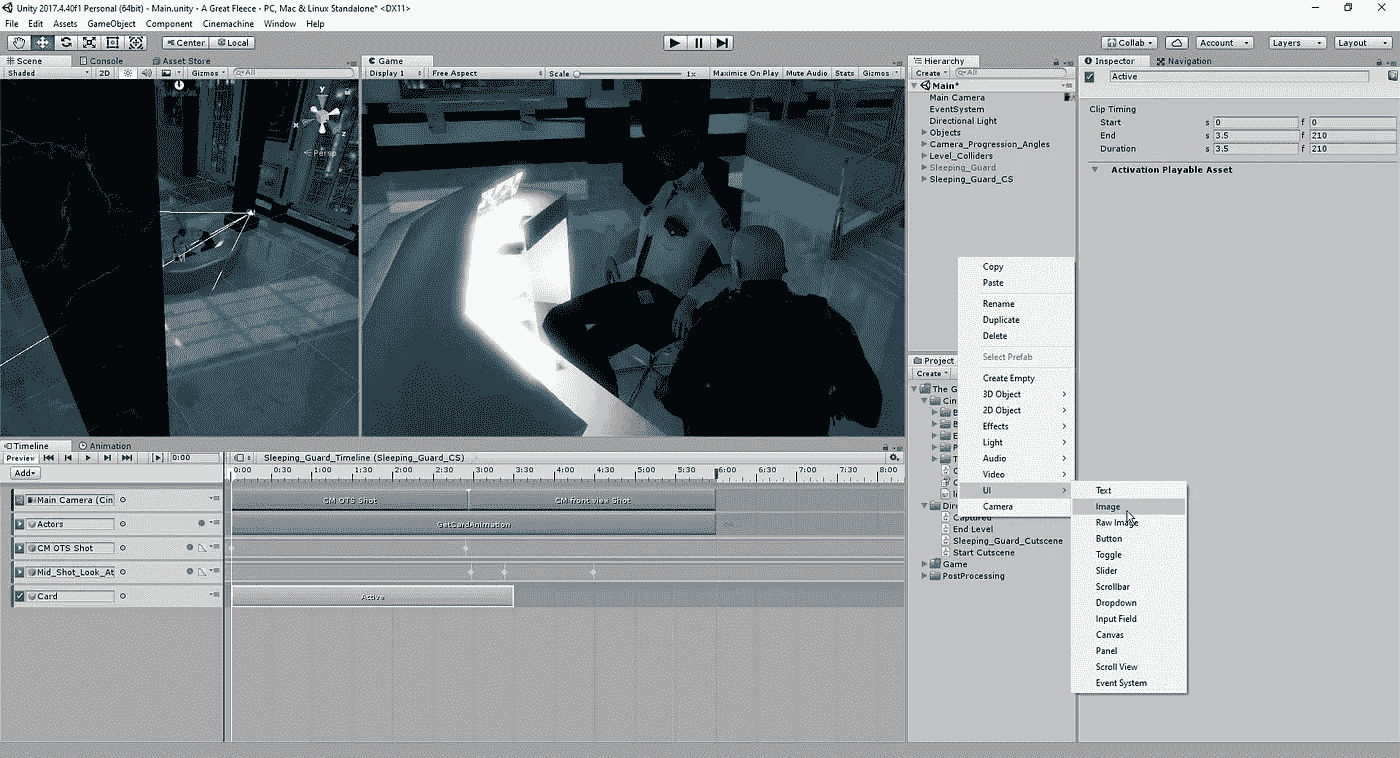 Unity 2017.4.40f1 Personal (64bit) - Main.unity - A Great Fleece - PC, Mac & Linux Standalone* <DX11>
File Edit Assets GameObject Component Cinemachine Window Help
Center Local Collab Account Layers Layout
Scene Console Asset Store
Shaded 2D Gizmos All
y
x
z
Persp
Game
Display 1 Free Aspect Scale 1x Maximize On Play Mute Audio Stats Gizmos
Hierarchy
Create All
Main*
Main Camera
EventSystem
Directional Light
Objects
Camera_Progression_Angles
Level_Colliders
Sleeping_Guard
Sleeping_Guard_CS
Inspector Navigation
Active
Clip Timing
Start s 0 f 0
End s 3.5 f 210
Duration s 3.5 f 210
Activation Playable Asset
Copy
Paste
Rename
Duplicate
Delete
Select Prefab
Create Empty
3D Object
2D Object
Effects
Light
Audio
Video
UI
Camera
Text
Image
Raw Image
Button
Toggle
Slider
Scrollbar
Dropdown
Input Field
Canvas
Panel
Scroll View
Event System
Project
Create
The G
Cin
Captured
End Level
Sleeping_Guard_Cutscene
Start Cutscene
Game
PostProcessing
Timeline Animation
Preview 0:00 Sleeping_Guard_Timeline (Sleeping_Guard_CS)
Add
0:00 0:30 1:00 1:30 2:00 2:30 3:00 3:30 4:00 4:30 5:00 5:30 6:00 6:30 7:00 7:30 8:00
Main Camera (Cin CM OTS Shot CM front view Shot
Actors GetCardAnimation
CM OTS Shot
Mid_Shot_Look_At
Card Active